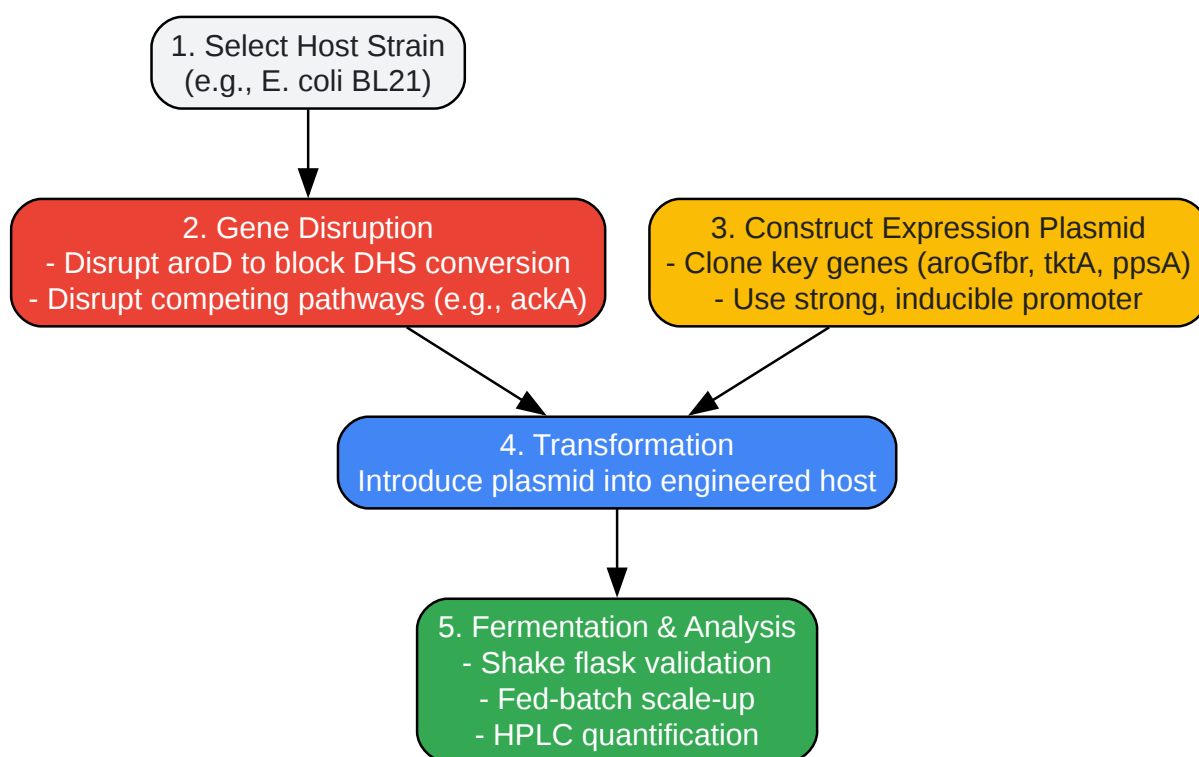 1. Select Host Strain
(e.g., E. coli BL21)
2. Gene Disruption
- Disrupt aroD to block DHS conversion
- Disrupt competing pathways (e.g., ackA)
3. Construct Expression Plasmid
- Clone key genes (aroGfbr, tktA, ppsA)
- Use strong, inducible promoter
4. Transformation
Introduce plasmid into engineered host
5. Fermentation & Analysis
- Shake flask validation
- Fed-batch scale-up
- HPLC quantification